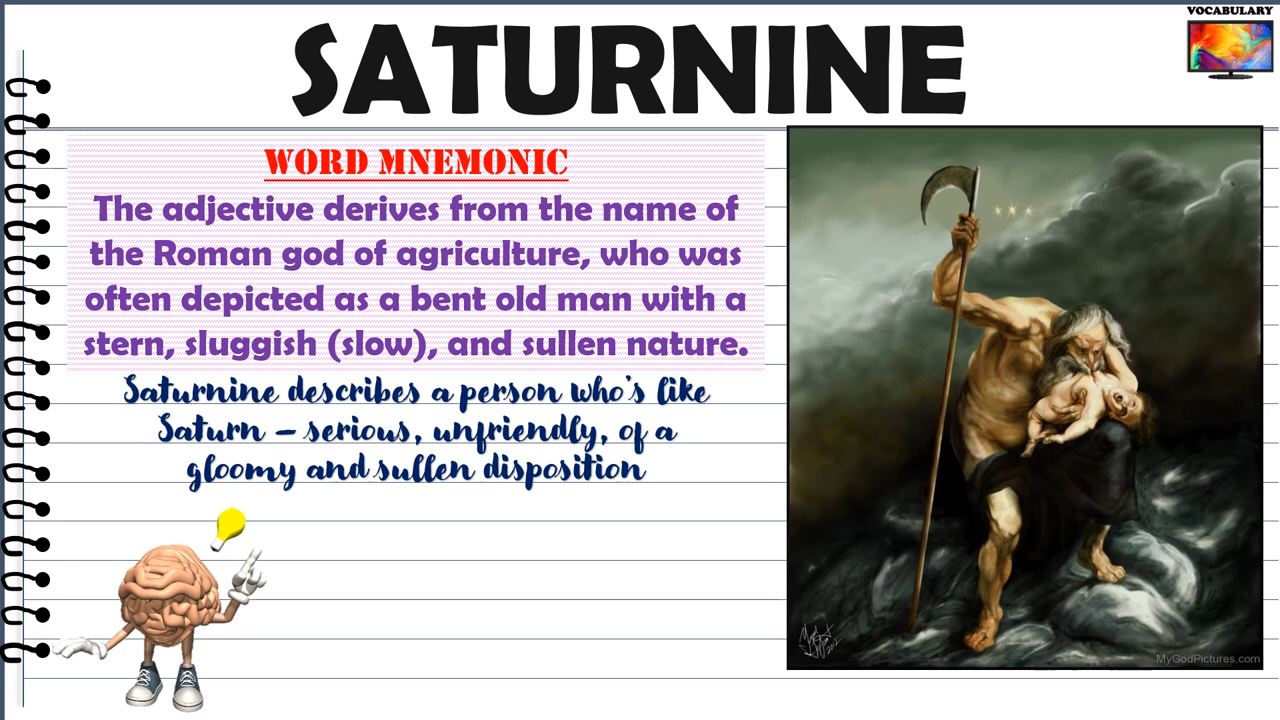 VOCABULARY
SATURNINE
WORD MNEMONIC
The adjective derives from the name of
the Roman god of agriculture, who was
often depicted as a bent old man with a
stern, sluggish (slow), and sullen nature.
Saturnine describes a person who's like
Saturn – serious, unfriendly, of a
gloomy and sullen disposition
MyGodPictures.com